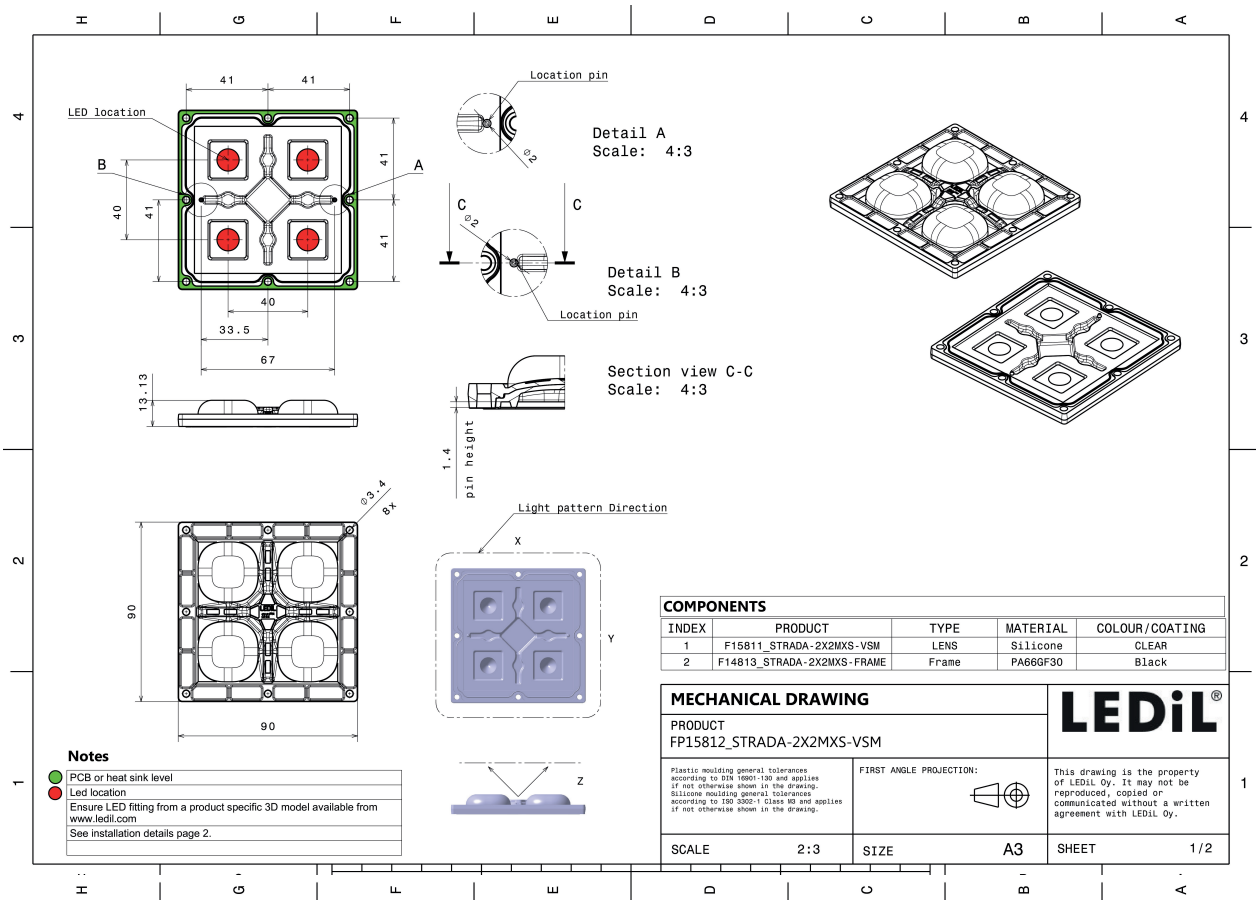 H G F E D C B A
4
4
41
41
LED location
B
A
41
40
41
41
40
33.5
67
Location pin
Ø2
Detail A
Scale: 4:3
C
C
Ø2
Detail B
Scale: 4:3
Location pin
3
3
13.13
Section view C-C
Scale: 4:3
1.4
pin height
Ø3.4
8x
Light pattern Direction
X
Y
2
2
90
90
Z
COMPONENTS
INDEX PRODUCT TYPE MATERIAL COLOUR/COATING
1 F15811_STRADA-2X2MXS-VSM LENS Silicone CLEAR
2 F14813_STRADA-2X2MXS-FRAME Frame PA66GF30 Black
MECHANICAL DRAWING
LEDiL®
PRODUCT
FP15812_STRADA-2X2MXS-VSM
Plastic moulding general tolerances
according to DIN 16901-130 and applies
if not otherwise shown in the drawing.
Silicone moulding general tolerances
according to ISO 3302-1 Class M3 and applies
if not otherwise shown in the drawing.
FIRST ANGLE PROJECTION:
This drawing is the property
of LEDiL Oy. It may not be
reproduced, copied or
communicated without a written
agreement with LEDiL Oy.
SCALE 2:3
SIZE A3
SHEET 1/2
Notes
PCB or heat sink level
Led location
Ensure LED fitting from a product specific 3D model available from
www.ledil.com
See installation details page 2.
1
1
H G F E D C B A